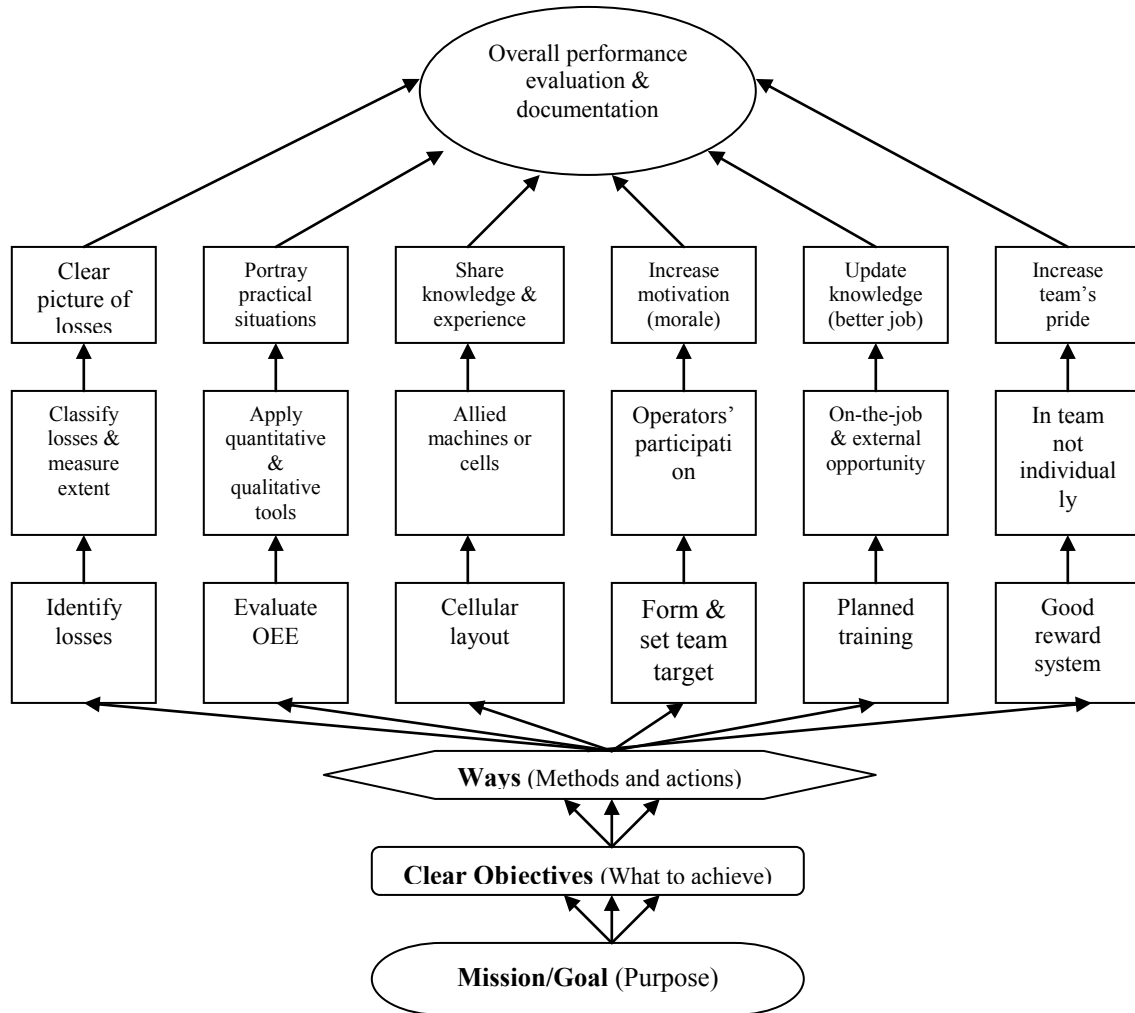 Overall performance
evaluation &
documentation
Clear
picture of
losses
Portray
practical
situations
Share
knowledge &
experience
Increase
motivation
(morale)
Update
knowledge
(better job)
Increase
team's
pride
Classify
losses &
measure
extent
Apply
quantitative
&
qualitative
tools
Allied
machines or
cells
Operators'
participati
on
On-the-job
& external
opportunity
In team
not
individual
ly
Identify
losses
Evaluate
OEE
Cellular
layout
Form &
set team
target
Planned
training
Good
reward
system
Ways (Methods and actions)
Clear Objectives (What to achieve)
Mission/Goal (Purpose)